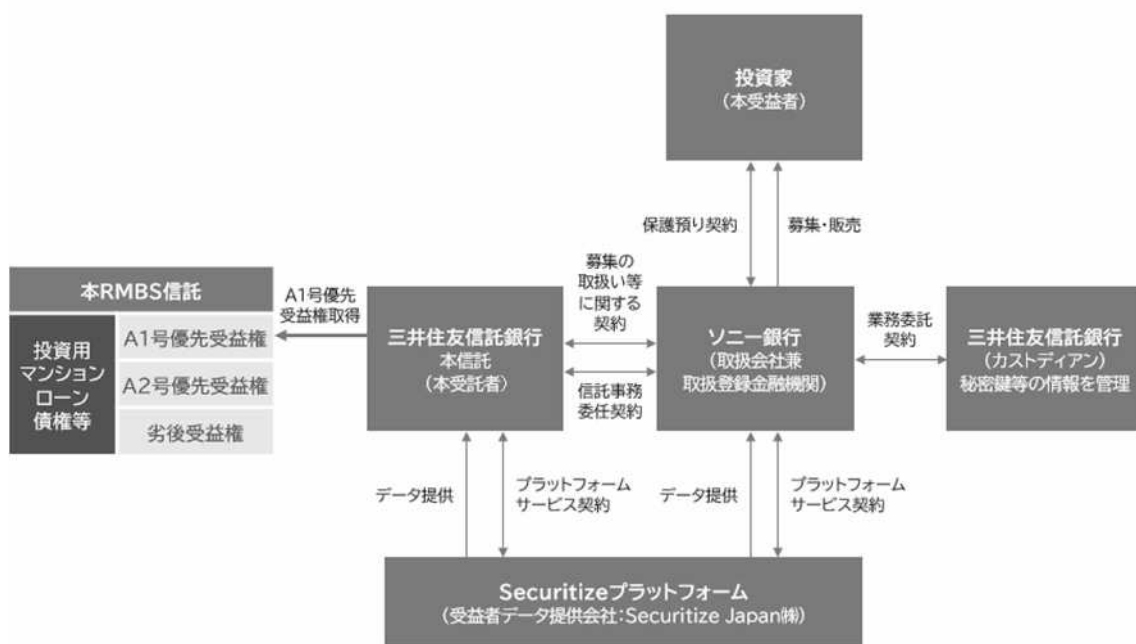 投資家
（本受益者）
保護預り契約
募集・販売
本RMBS信託
投資用
マンション
ローン
債権等
A1号優先受益権
A2号優先受益権
劣後受益権
A1号優先
受益権取得
三井住友信託銀行
本信託
（本受託者）
募集の
取扱い等
に関する
契約
信託事務
委任契約
ソニー銀行
（取扱会社兼
取扱登録金融機関）
業務委託
契約
三井住友信託銀行
（カストディアン）
秘密鍵等の情報を管理
データ提供
プラットフォーム
サービス契約
データ提供
プラットフォーム
サービス契約
Securitizeプラットフォーム
（受益者データ提供会社：Securitize Japan㈱）